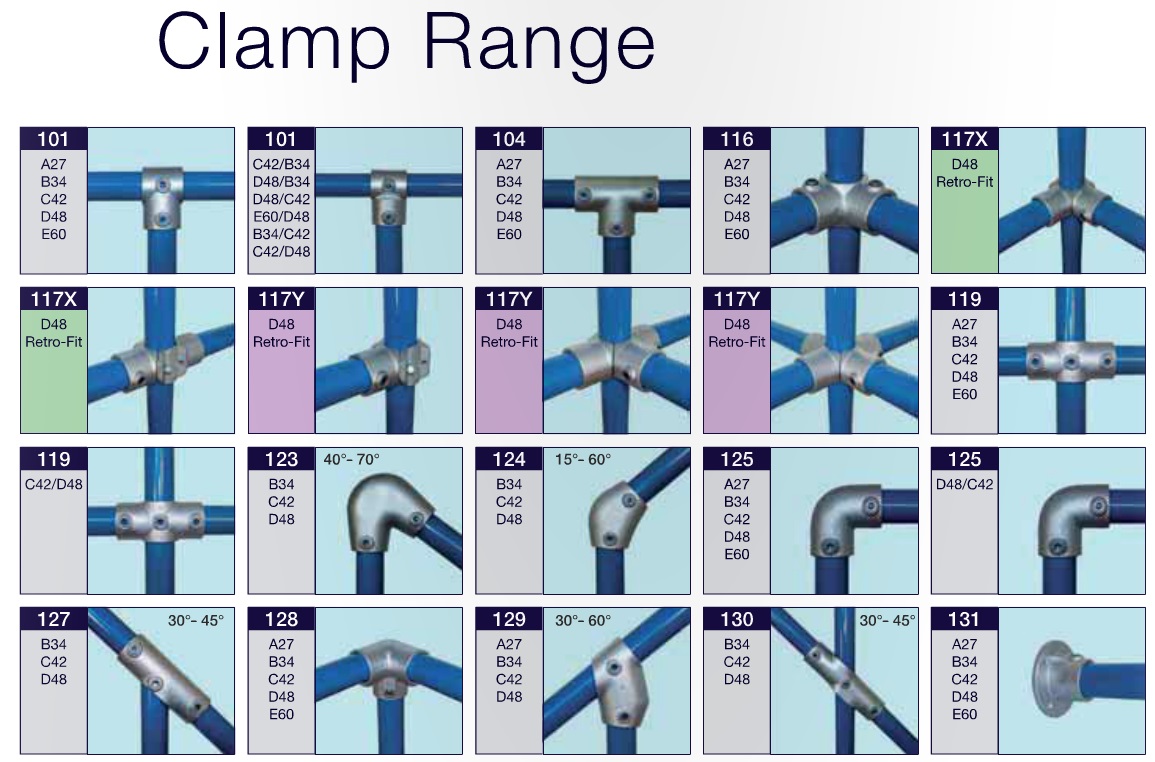 Clamp Range
101
A27
B34
C42
D48
E60
101
C42/B34
D48/B34
D48/C42
E60/D48
B34/C42
C42/D48
104
A27
B34
C42
D48
E60
116
A27
B34
C42
D48
E60
117X
D48
Retro-Fit
117X
D48
Retro-Fit
117Y
D48
Retro-Fit
117Y
D48
Retro-Fit
117Y
D48
Retro-Fit
119
A27
B34
C42
D48
E60
119
C42/D48
123
40°- 70°
B34
C42
D48
124
15°- 60°
B34
C42
D48
125
A27
B34
C42
D48
E60
125
D48/C42
127
30°- 45°
B34
C42
D48
128
A27
B34
C42
D48
E60
129
30°- 60°
A27
B34
C42
D48
130
30°- 45°
B34
C42
D48
131
A27
B34
C42
D48
E60